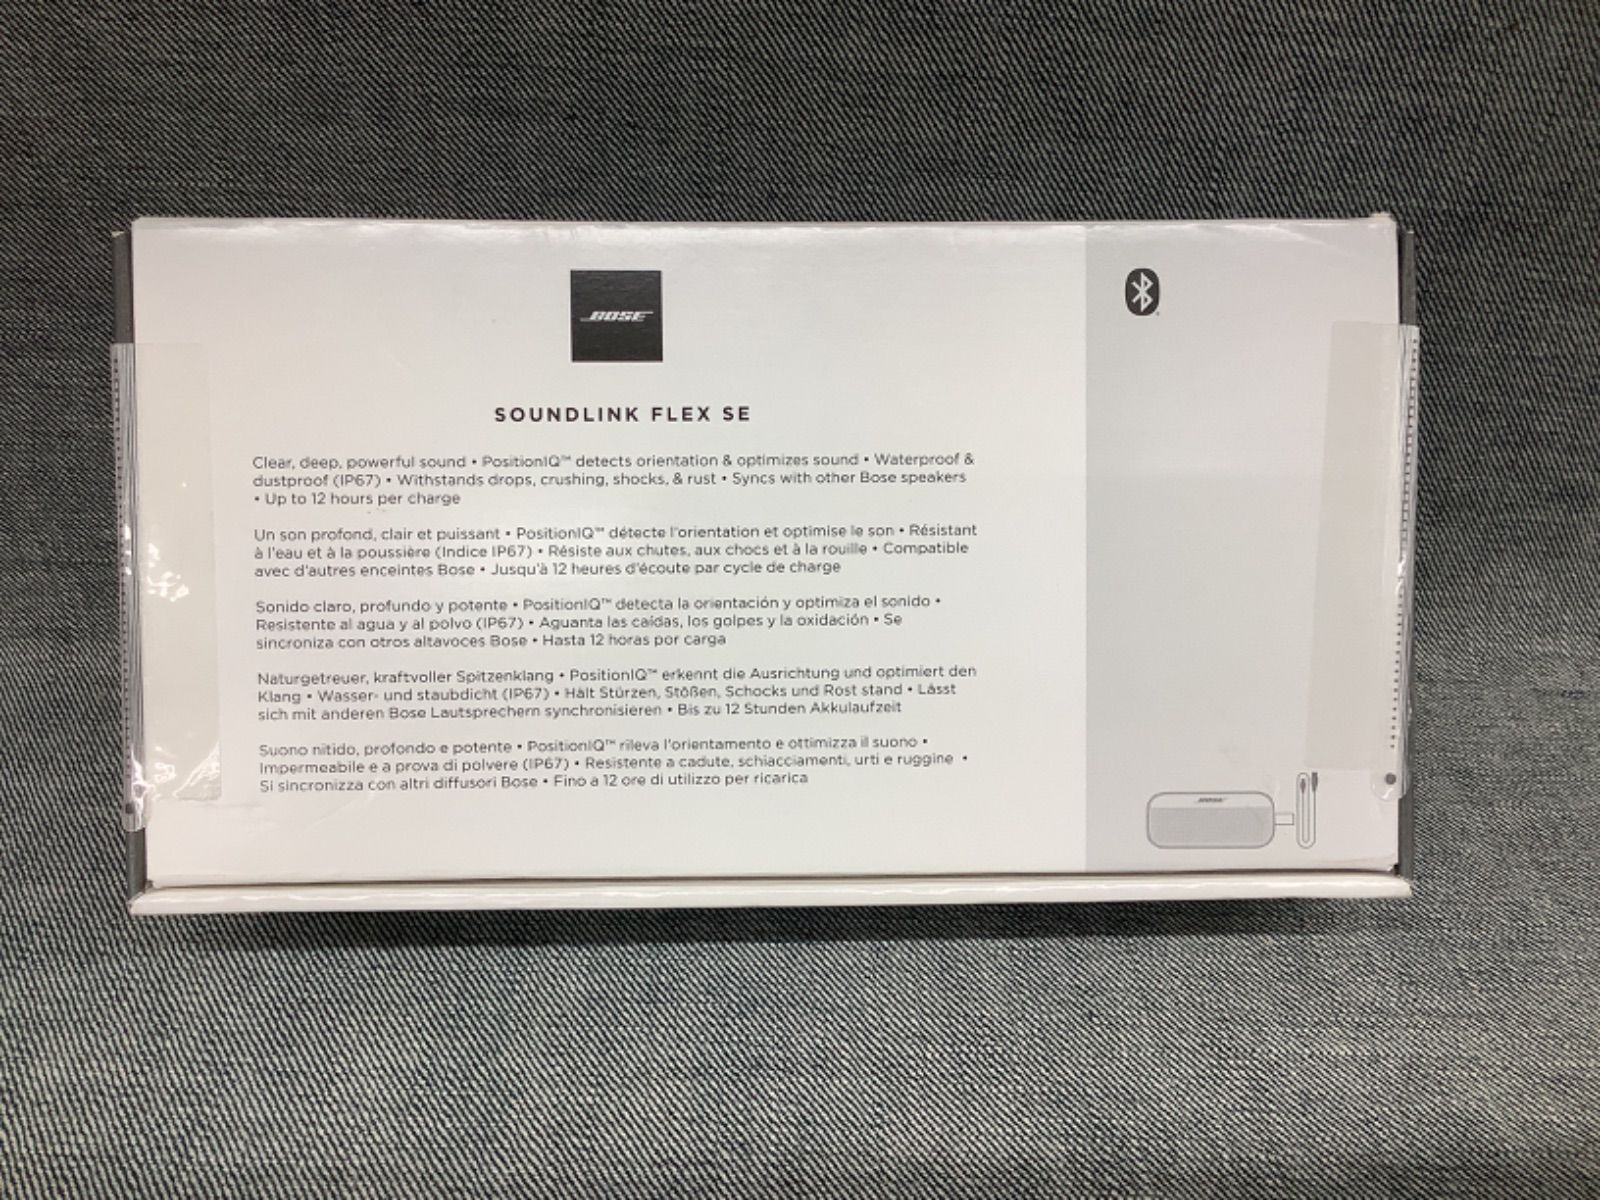 BOSE
SOUNDLINK FLEX SE
Clear, deep, powerful sound • PositionIQ™ detects orientation & optimizes sound • Waterproof &
dustproof (IP67) • Withstands drops, crushing, shocks, & rust • Syncs with other Bose speakers
• Up to 12 hours per charge
Un son profond, clair et puissant • PositionIQ™ détecte l'orientation et optimise le son • Résistant
à l'eau et à la poussière (Indice IP67) • Résiste aux chutes, aux chocs et à la rouille • Compatible
avec d'autres enceintes Bose • Jusqu'à 12 heures d'écoute par cycle de charge
Sonido claro, profundo y potente • PositionIQ™ detecta la orientación y optimiza el sonido •
Resistente al agua y al polvo (IP67) • Aguanta las caídas, los golpes y la oxidación • Se
sincroniza con otros altavoces Bose • Hasta 12 horas por carga
Naturgetreuer, kraftvoller Spitzenklang • PositionIQ™ erkennt die Ausrichtung und optimiert den
Klang • Wasser- und staubdicht (IP67) • Hält Stürzen, Stößen, Schocks und Rost stand • Lässt
sich mit anderen Bose Lautsprechern synchronisieren • Bis zu 12 Stunden Akkulaufzeit
Suono nitido, profondo e potente • PositionIQ™ rileva l'orientamento e ottimizza il suono •
Impermeabile e a prova di polvere (IP67) • Resistente a cadute, schiacciamenti, urti e ruggine •
Si sincronizza con altri diffusori Bose • Fino a 12 ore di utilizzo per ricarica
BOSE